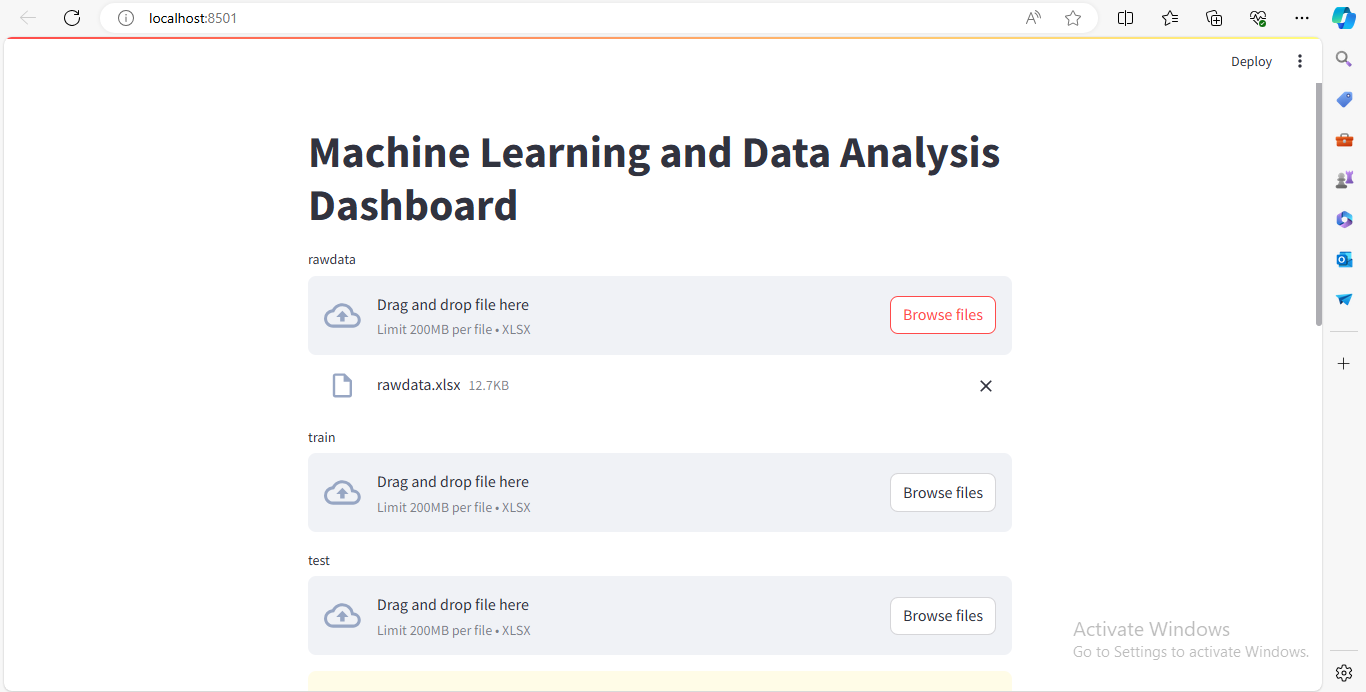 localhost:8501
Deploy
Machine Learning and Data Analysis
Dashboard
rawdata
Drag and drop file here
Limit 200MB per file • XLSX
Browse files
rawdata.xlsx 12.7KB
train
Drag and drop file here
Limit 200MB per file • XLSX
Browse files
test
Drag and drop file here
Limit 200MB per file • XLSX
Browse files
Activate Windows
Go to Settings to activate Windows.